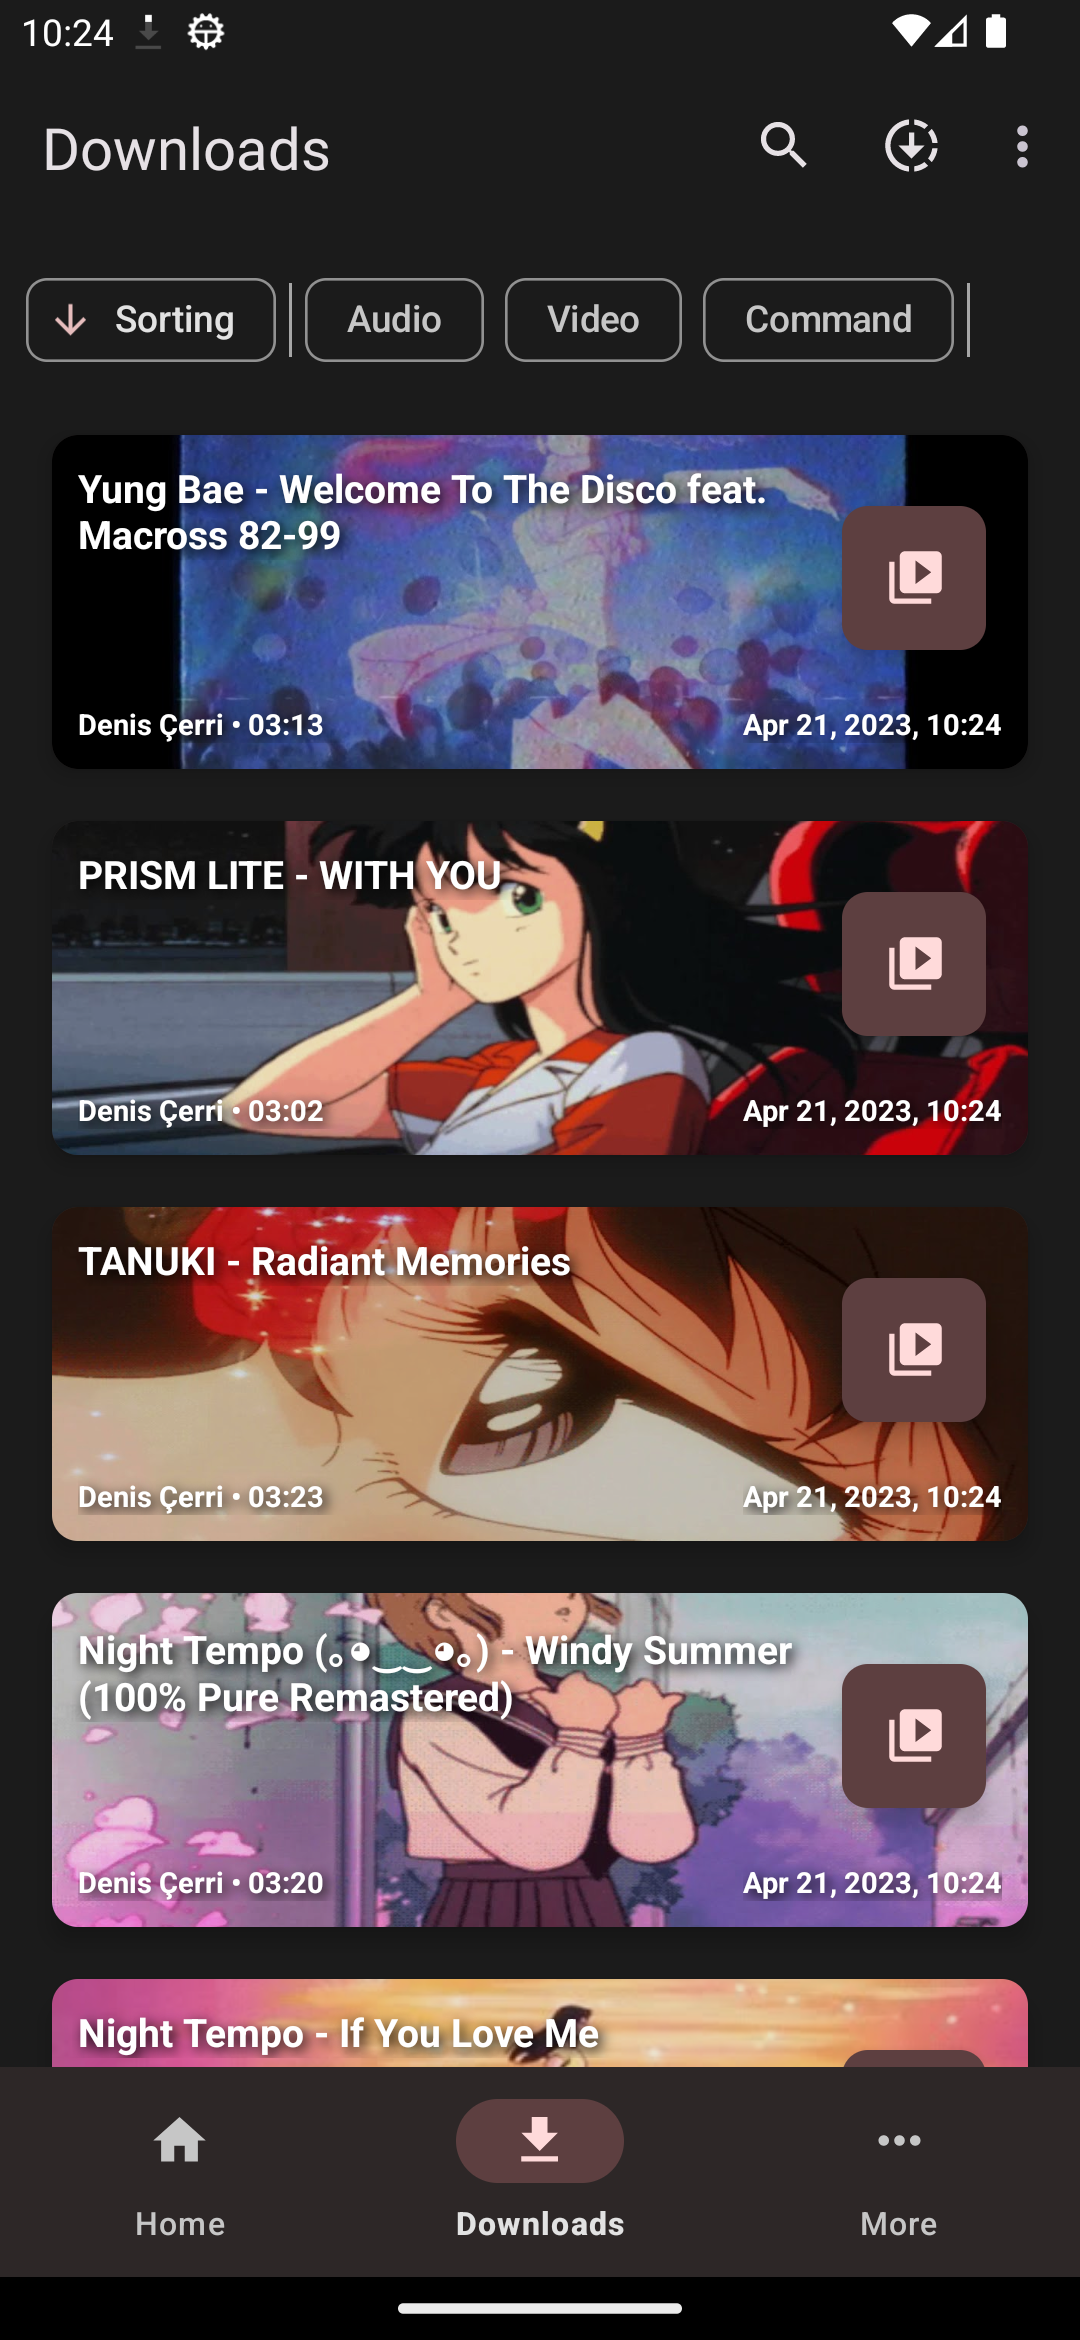 10:24
Downloads
Sorting
Audio
Video
Command
Yung Bae - Welcome To The Disco feat.
Macross 82-99
Denis Çerri • 03:13
Apr 21, 2023, 10:24
PRISM LITE - WITH YOU
Denis Çerri • 03:02
Apr 21, 2023, 10:24
TANUKI - Radiant Memories
Denis Çerri • 03:23
Apr 21, 2023, 10:24
Night Tempo (｡◕‿‿◕｡) - Windy Summer
(100% Pure Remastered)
Denis Çerri • 03:20
Apr 21, 2023, 10:24
Night Tempo - If You Love Me
Home
Downloads
More